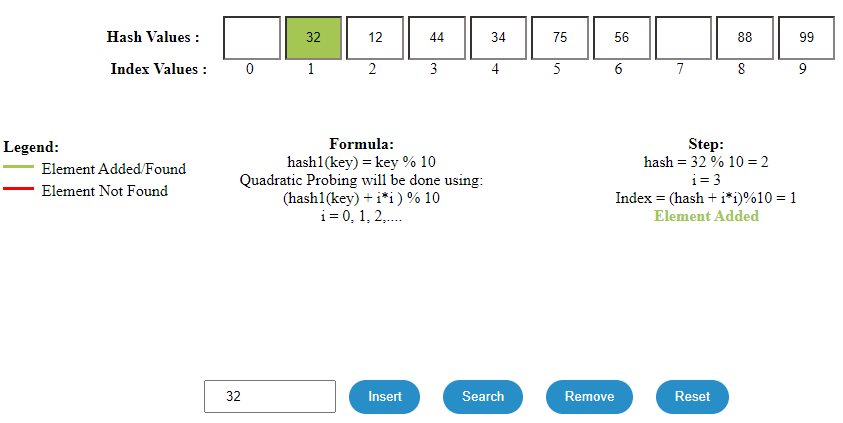 Hash Values : 32 12 44 34 75 56 88 99
Index Values : 0 1 2 3 4 5 6 7 8 9
Legend:
Element Added/Found
Element Not Found
Formula:
hash1(key) = key % 10
Quadratic Probing will be done using:
(hash1(key) + i*i ) % 10
i = 0, 1, 2,....
Step:
hash = 32 % 10 = 2
i = 3
Index = (hash + i*i)%10 = 1
Element Added
32 Insert Search Remove Reset